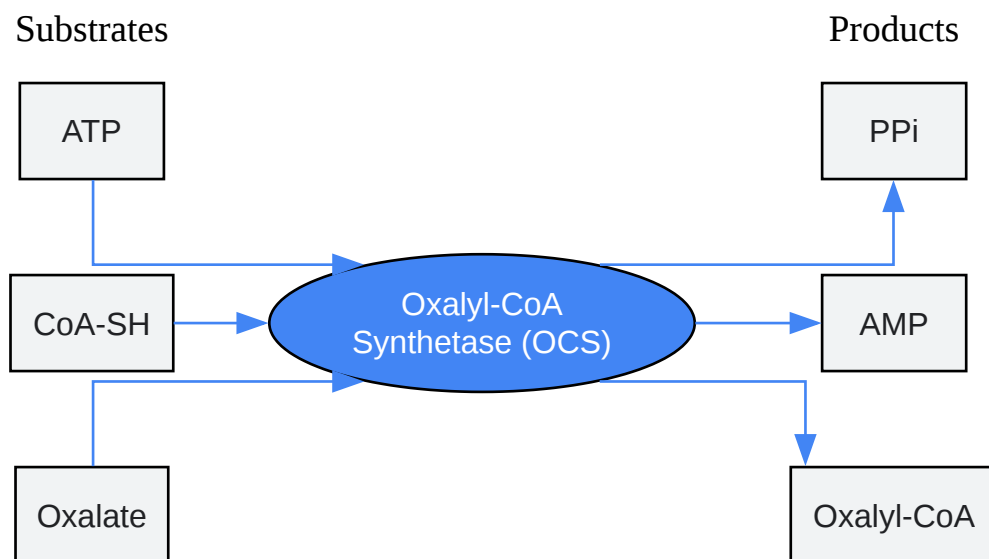 Substrates
Products
ATP
PPi
CoA-SH
Oxalyl-CoA
Synthetase (OCS)
AMP
Oxalate
Oxalyl-CoA